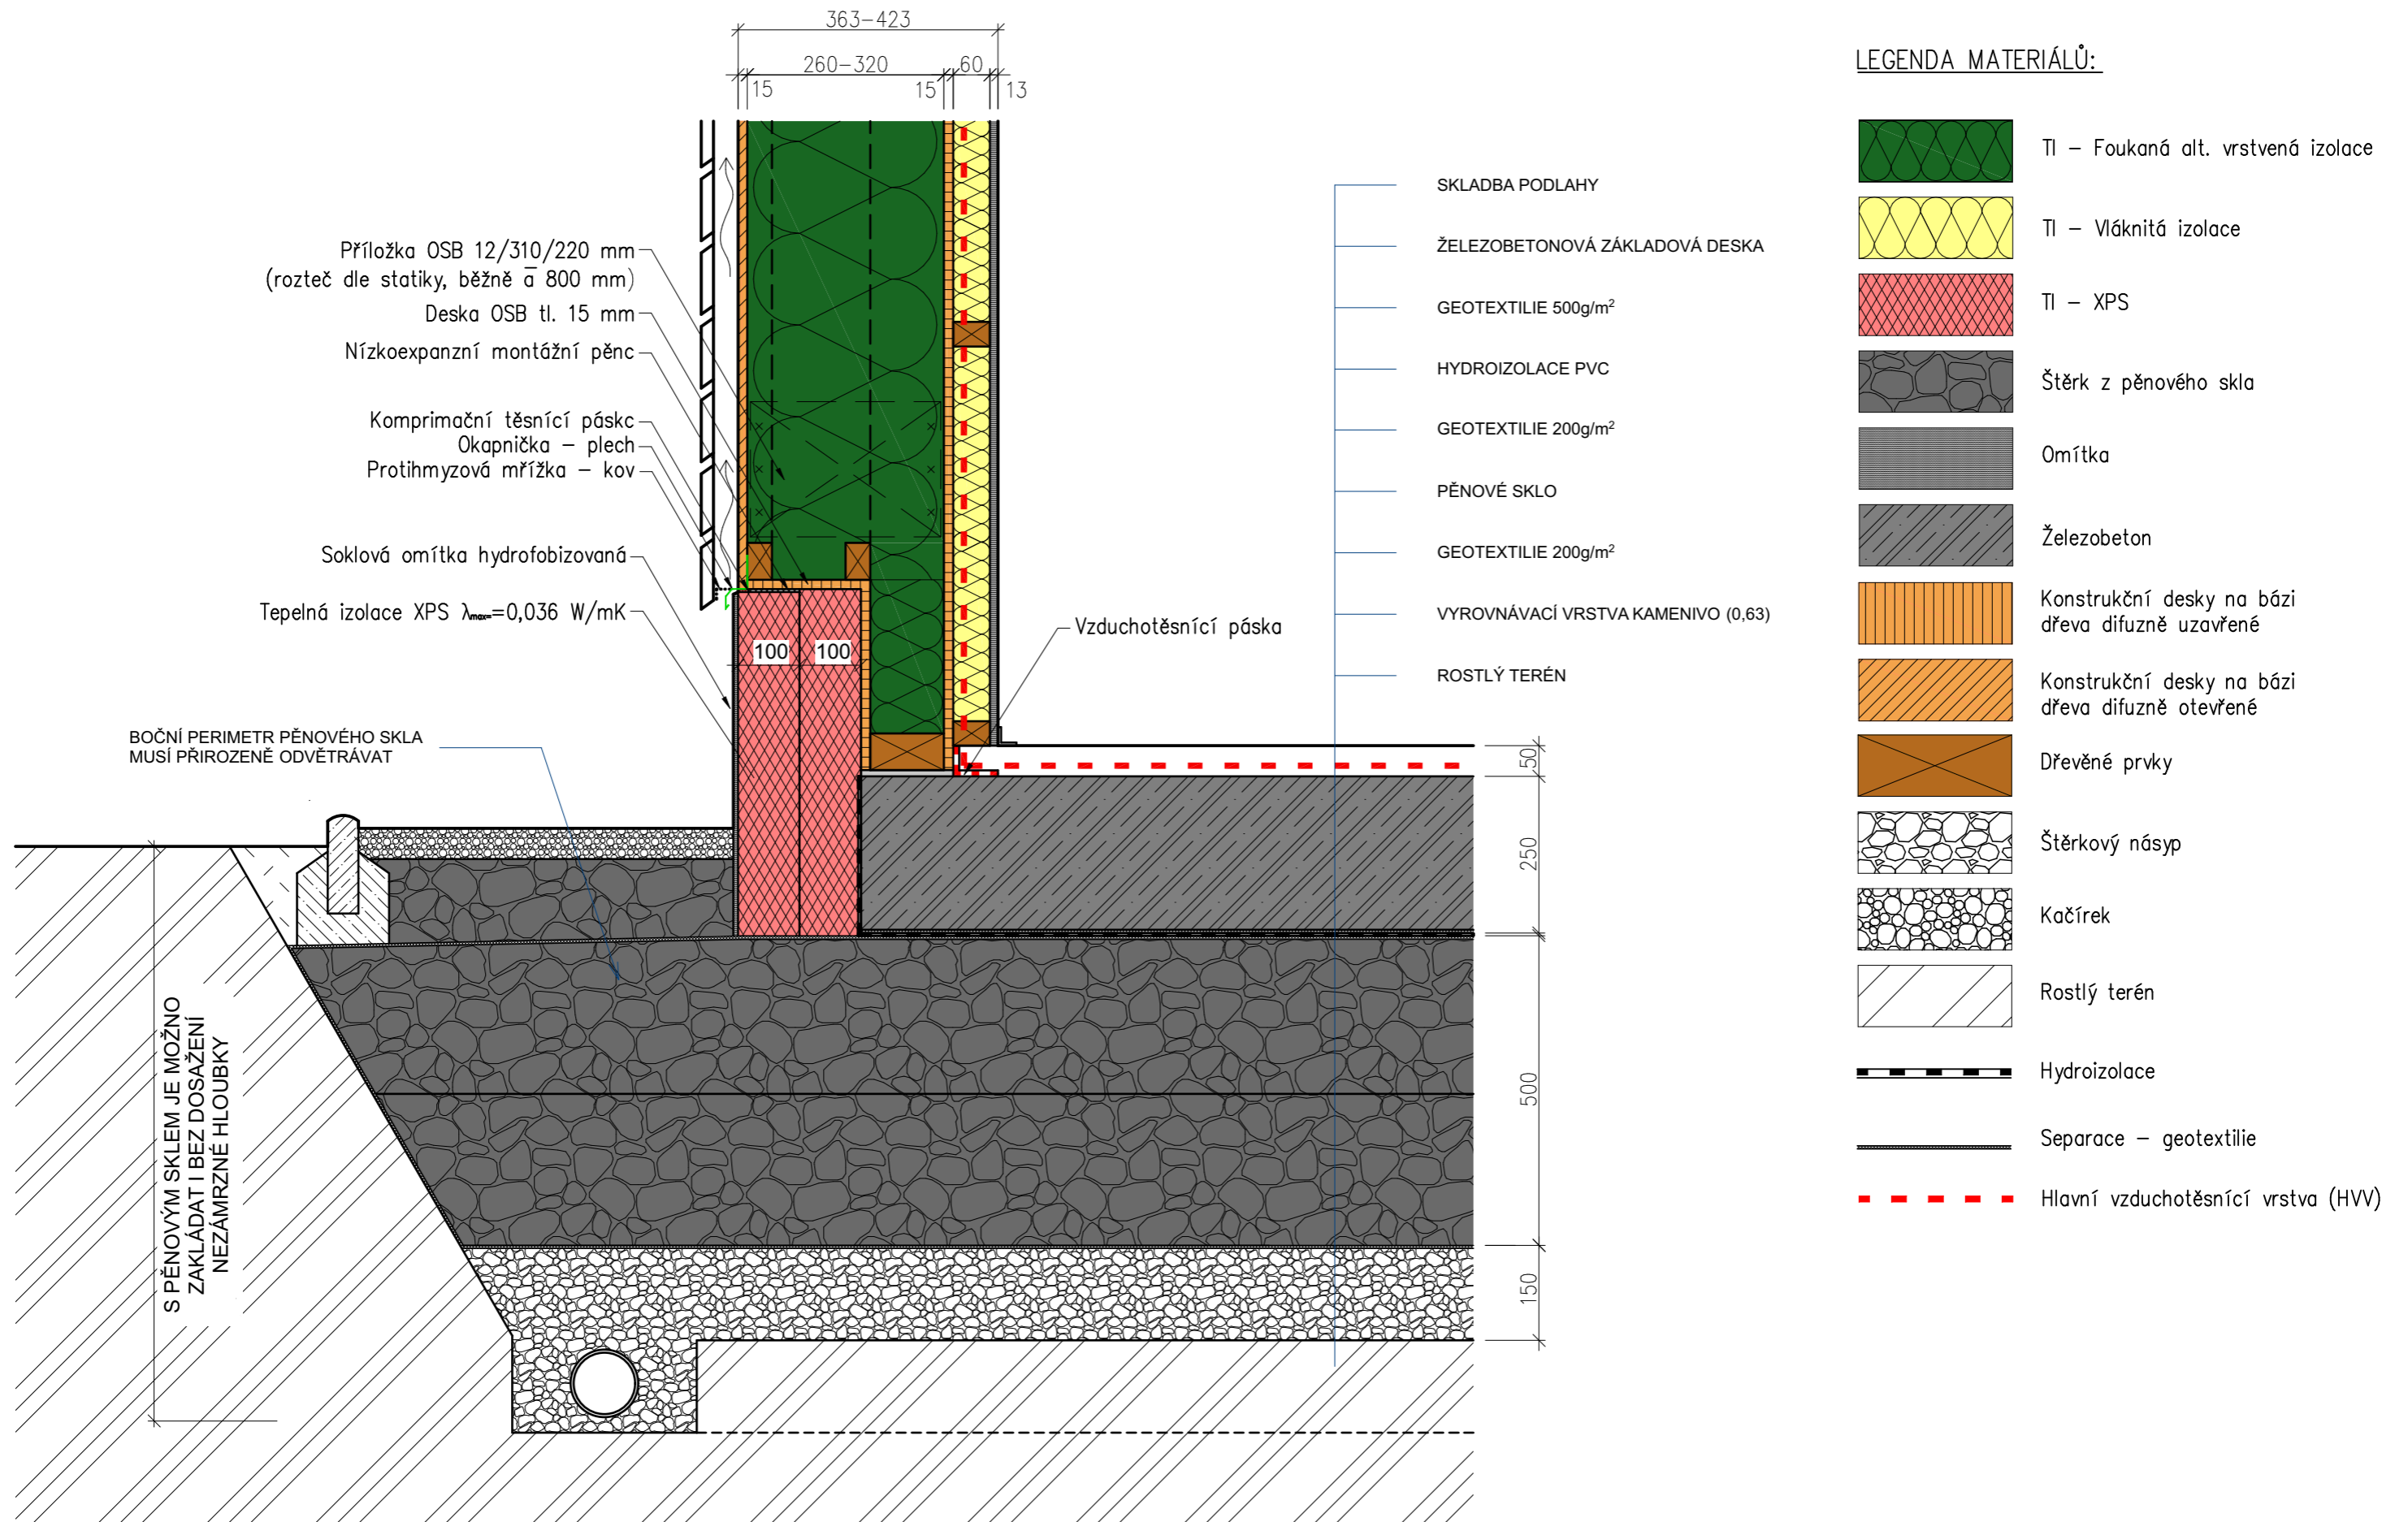 363–423
260–320
60
15
15
13
Příložka OSB 12/310/220 mm
(rozteč dle statiky, běžně ā 800 mm)
Deska OSB tl. 15 mm
Nízkoexpanzní montážní pěnc
Komprimační těsnící páskc
Okapnička – plech
Protihmyzová mřížka – kov
Soklová omítka hydrofobizovaná
Tepelná izolace XPS λmax=0,036 W/mK
100
100
Vzduchotěsnící páska
BOČNÍ PERIMETR PĚNOVÉHO SKLA
MUSÍ PŘIROZENĚ ODVĚTRÁVAT
S PĚNOVÝM SKLEM JE MOŽNO
ZAKLÁDAT I BEZ DOSAŽENÍ
NEZÁMRZNÉ HLOUBKY
50
250
500
150
SKLADBA PODLAHY
ŽELEZOBETONOVÁ ZÁKLADOVÁ DESKA
GEOTEXTILIE 500g/m²
HYDROIZOLACE PVC
GEOTEXTILIE 200g/m²
PĚNOVÉ SKLO
GEOTEXTILIE 200g/m²
VYROVNÁVACÍ VRSTVA KAMENIVO (0,63)
ROSTLÝ TERÉN
LEGENDA MATERIÁLŮ:
TI – Foukaná alt. vrstvená izolace
TI – Vláknitá izolace
TI – XPS
Štěrk z pěnového skla
Omítka
Železobeton
Konstrukční desky na bázi
dřeva difuzně uzavřené
Konstrukční desky na bázi
dřeva difuzně otevřené
Dřevěné prvky
Štěrkový násyp
Kačírek
Rostlý terén
Hydroizolace
Separace – geotextilie
Hlavní vzduchotěsnící vrstva (HVV)